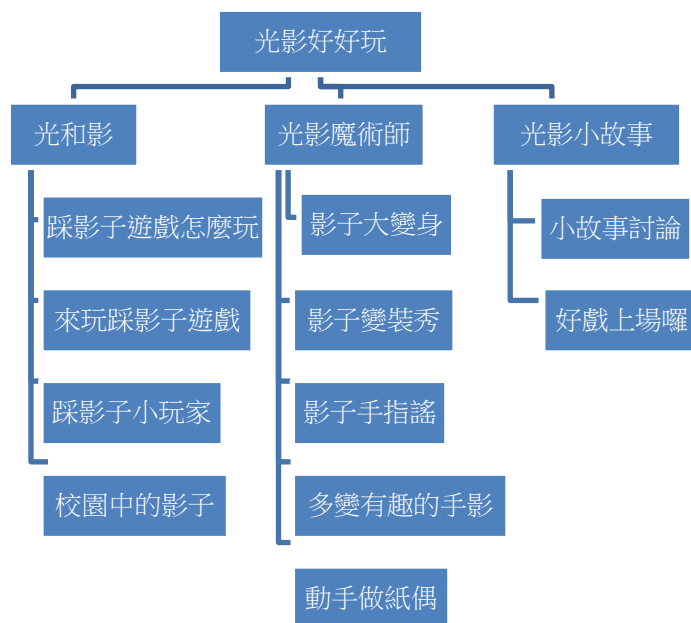 光影好好玩
光和影
踩影子遊戲怎麼玩
來玩踩影子遊戲
踩影子小玩家
校園中的影子
光影魔術師
影子大變身
影子變裝秀
影子手指謠
多變有趣的手影
動手做紙偶
光影小故事
小故事討論
好戲上場囉